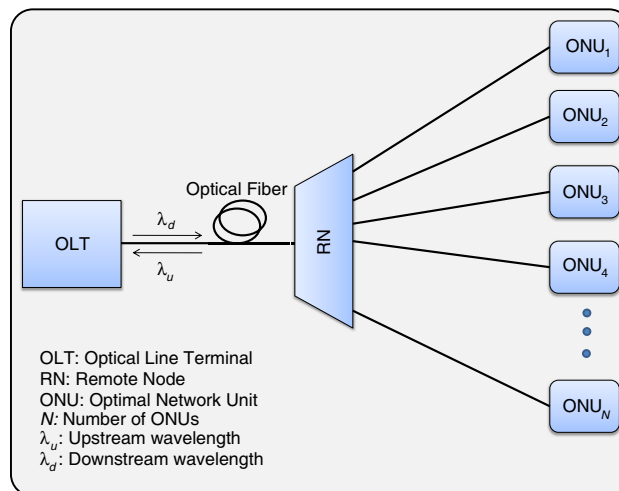 ONU1
ONU2
Optical Fiber
ONU3
λd
OLT
RN
λu
ONU4
OLT: Optical Line Terminal
RN: Remote Node
ONU: Optimal Network Unit
N: Number of ONUs
λu: Upstream wavelength
λd: Downstream wavelength
ONUN